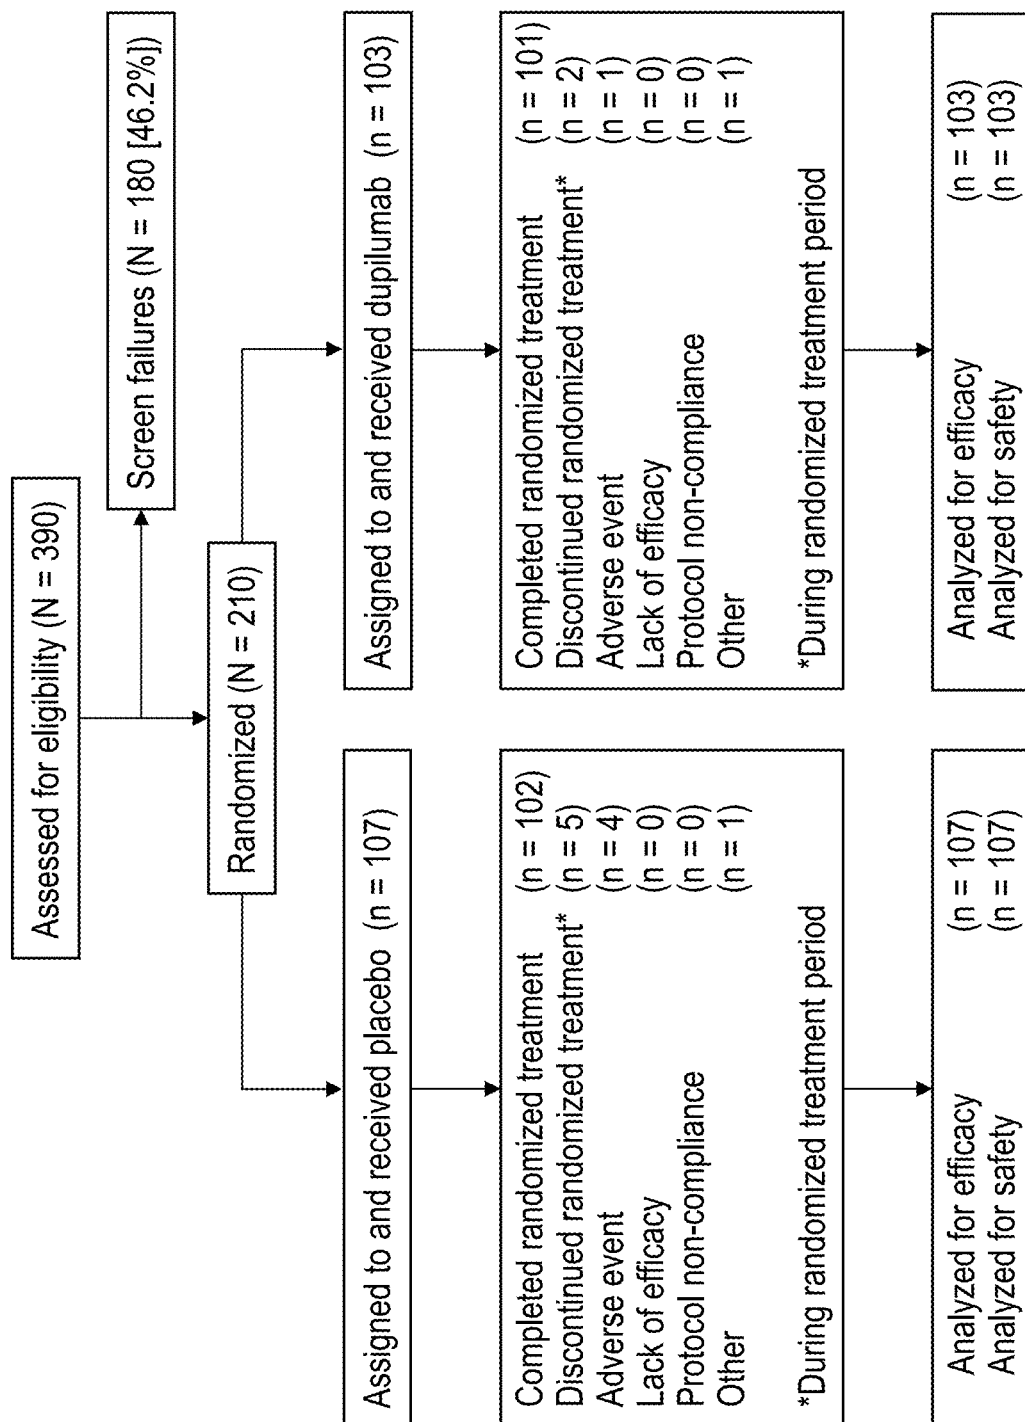 Assessed for eligibility (N = 390)
Screen failures (N = 180 [46.2%])
Randomized (N = 210)
Assigned to and received placebo (n = 107)
Completed randomized treatment (n = 102)
Discontinued randomized treatment* (n = 5)
Adverse event (n = 4)
Lack of efficacy (n = 0)
Protocol non-compliance (n = 0)
Other (n = 1)
*During randomized treatment period
Analyzed for efficacy (n = 107)
Analyzed for safety (n = 107)
Assigned to and received dupilumab (n = 103)
Completed randomized treatment (n = 101)
Discontinued randomized treatment* (n = 2)
Adverse event (n = 1)
Lack of efficacy (n = 0)
Protocol non-compliance (n = 0)
Other (n = 1)
*During randomized treatment period
Analyzed for efficacy (n = 103)
Analyzed for safety (n = 103)